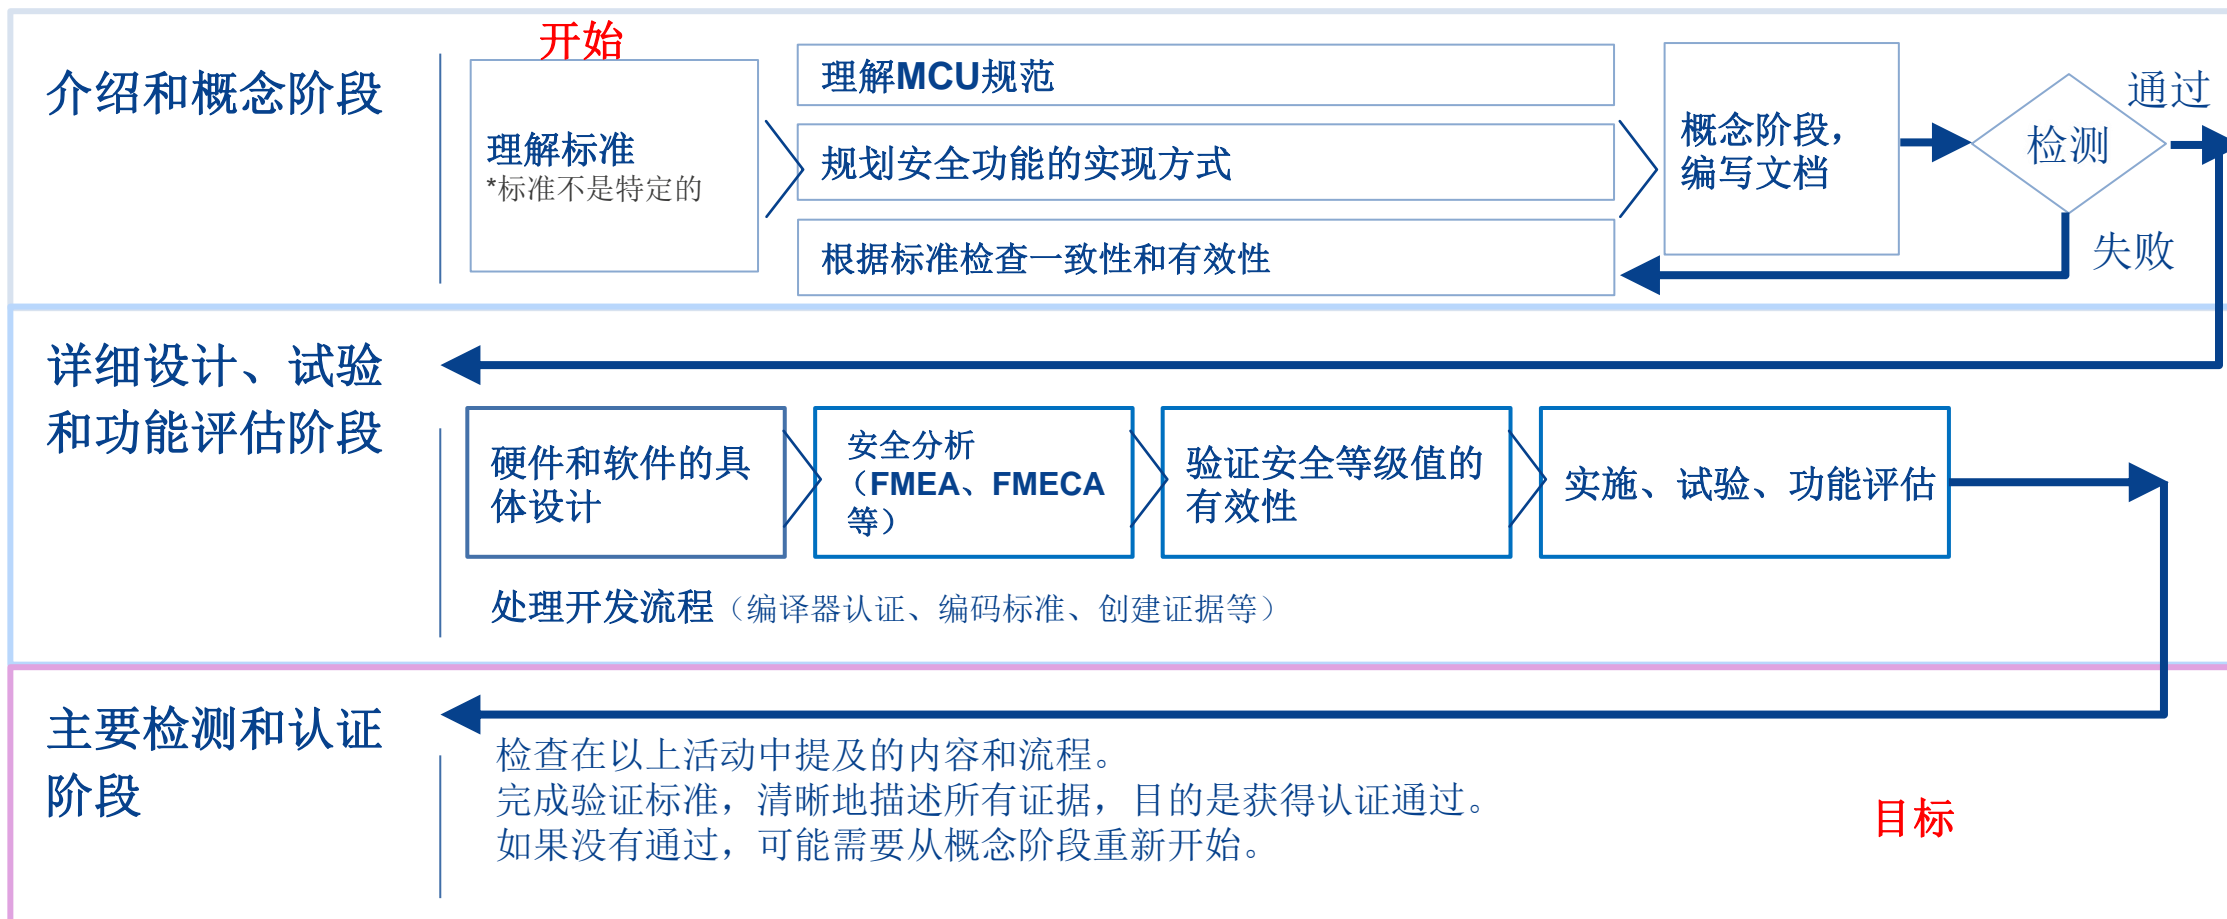 开始
介绍和概念阶段
理解标准
*标准不是特定的
理解MCU规范
规划安全功能的实现方式
根据标准检查一致性和有效性
概念阶段，
编写文档
检测
通过
失败
详细设计、试验
和功能评估阶段
硬件和软件的具
体设计
安全分析
（FMEA、FMECA
等）
验证安全等级值的
有效性
实施、试验、功能评估
处理开发流程（编译器认证、编码标准、创建证据等）
主要检测和认证
阶段
检查在以上活动中提及的内容和流程。
完成验证标准，清晰地描述所有证据，目的是获得认证通过。
如果没有通过，可能需要从概念阶段重新开始。
目标